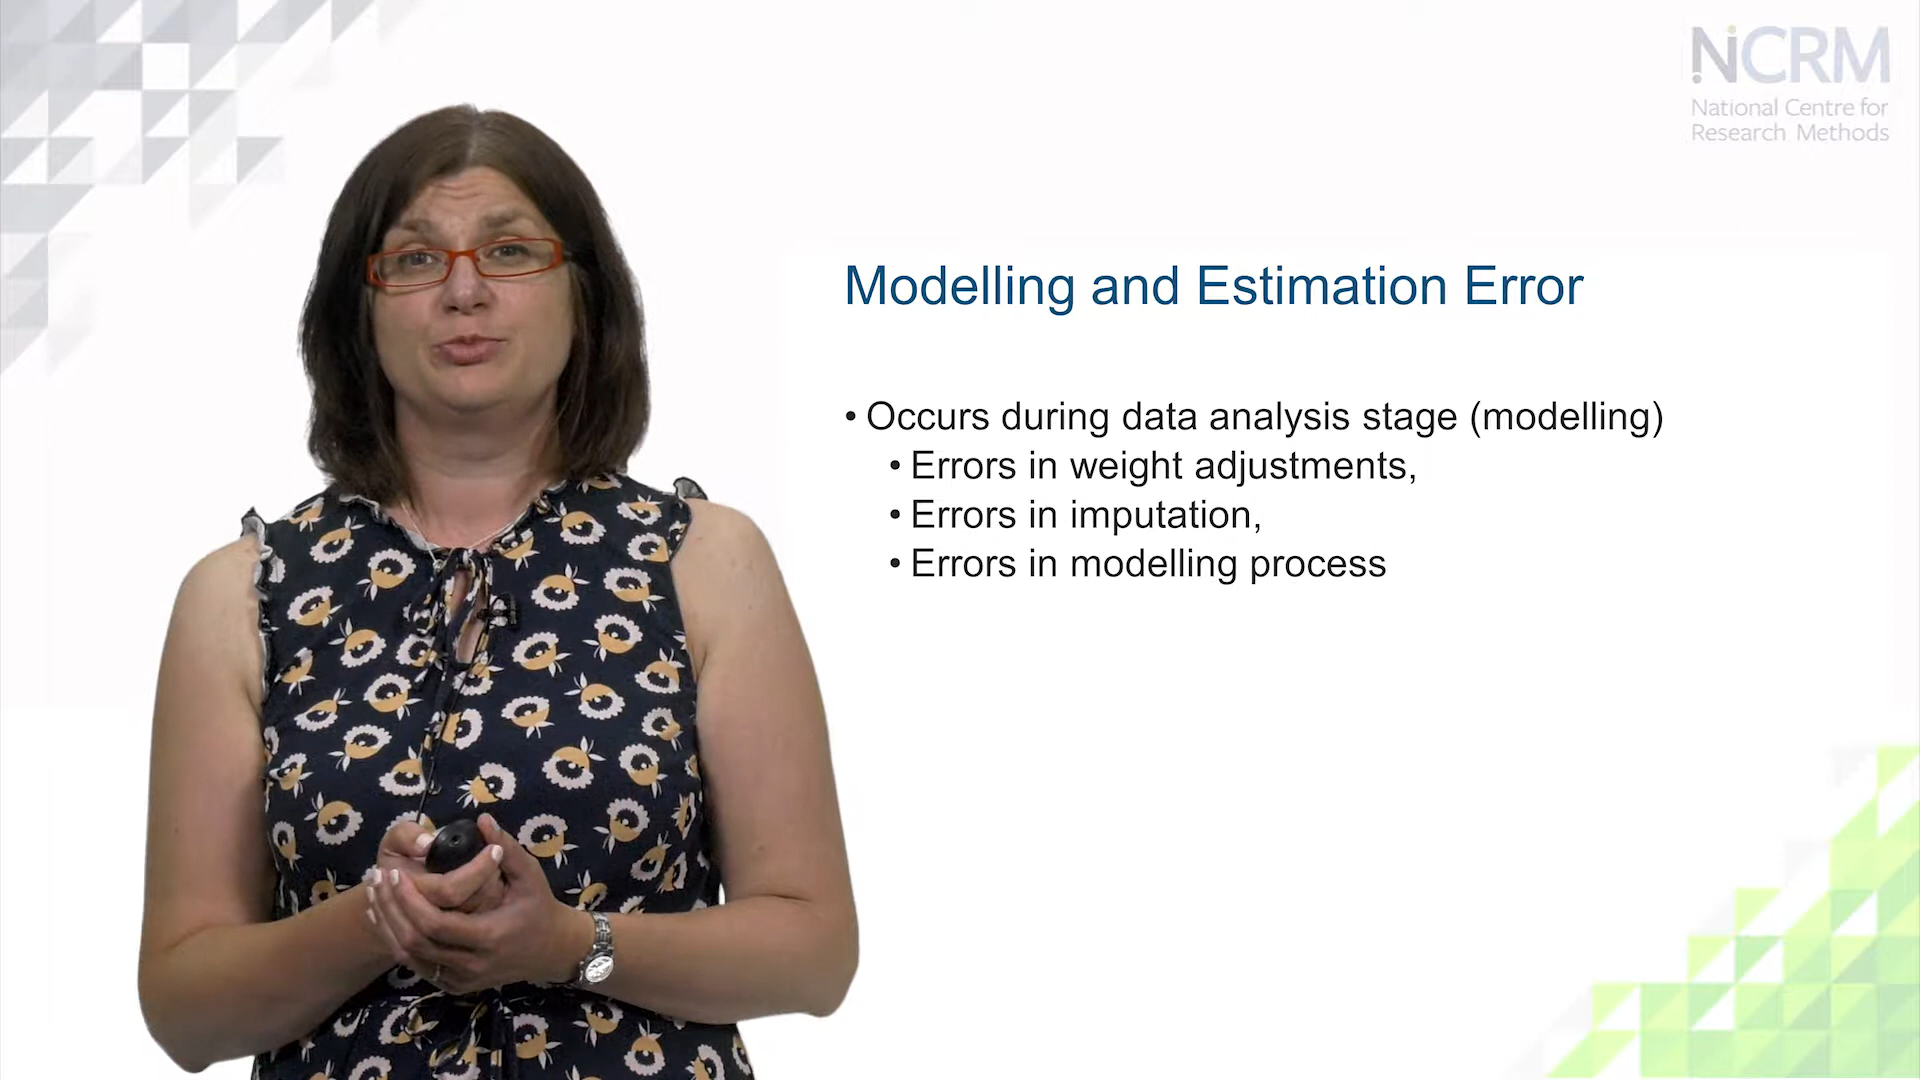 NCRM
National Centre for
Research Methods
Modelling and Estimation Error
• Occurs during data analysis stage (modelling)
• Errors in weight adjustments,
• Errors in imputation,
• Errors in modelling process